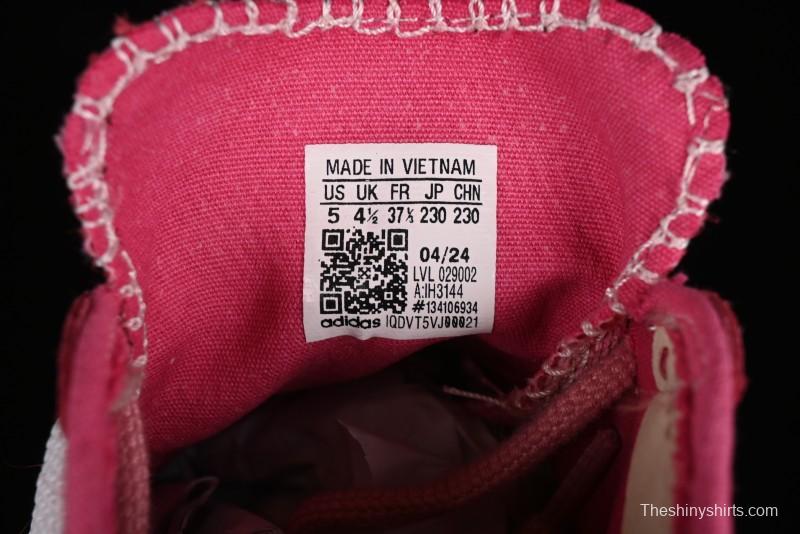 MADE IN VIETNAM
US UK FR JP CHN
5 4½ 37⅓ 230 230
04/24
LVL 029002
A:IH3144
#134106934
adidas IQDVT5VJ00021
Theshinyshirts.com